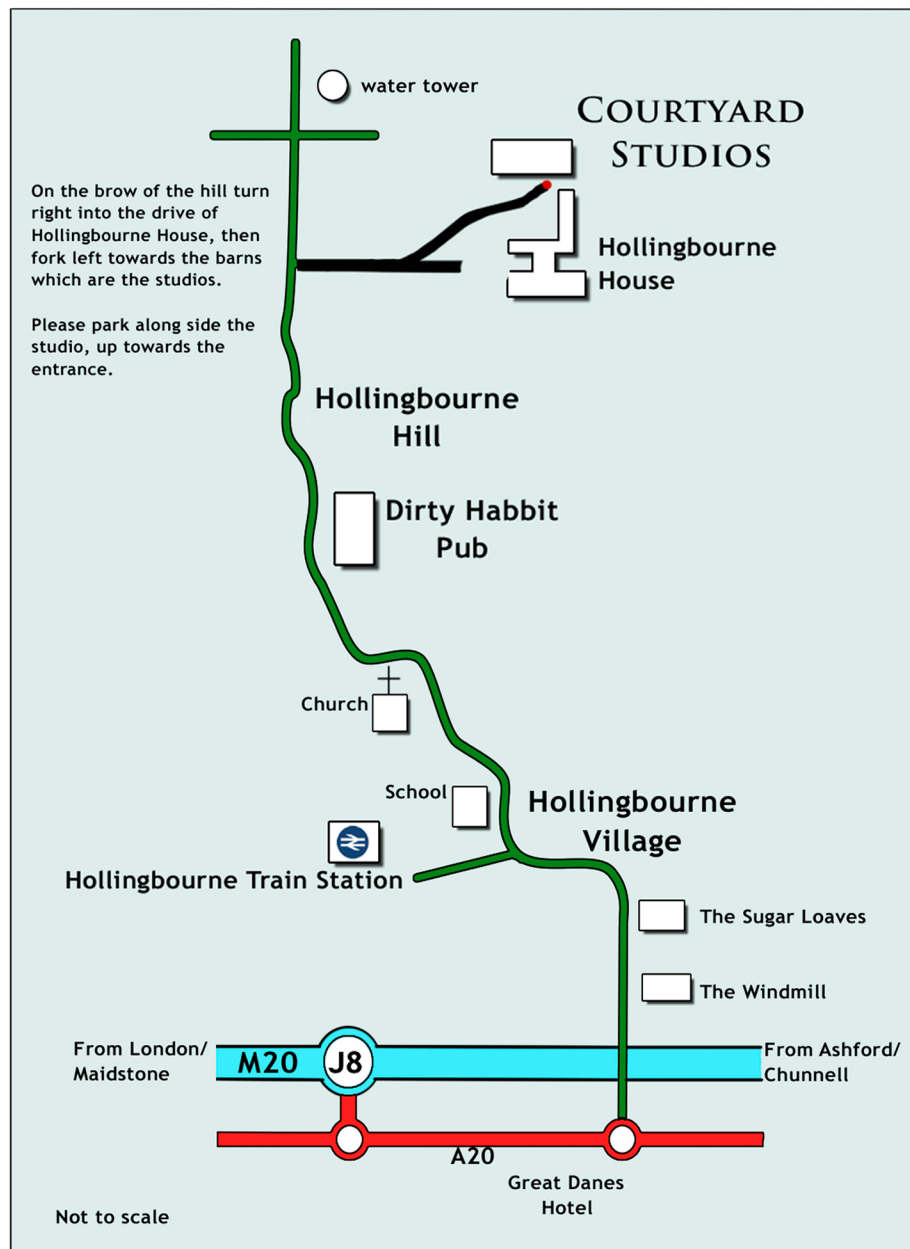 water tower
COURTYARD
STUDIOS
On the brow of the hill turn
right into the drive of
Hollingbourne House, then
fork left towards the barns
which are the studios.
Please park along side the
studio, up towards the
entrance.
Hollingbourne
House
Hollingbourne
Hill
Dirty Habbit
Pub
Church
School
Hollingbourne
Village
Hollingbourne Train Station
The Sugar Loaves
The Windmill
From London/
Maidstone
M20
J8
From Ashford/
Chunnell
A20
Great Danes
Hotel
Not to scale